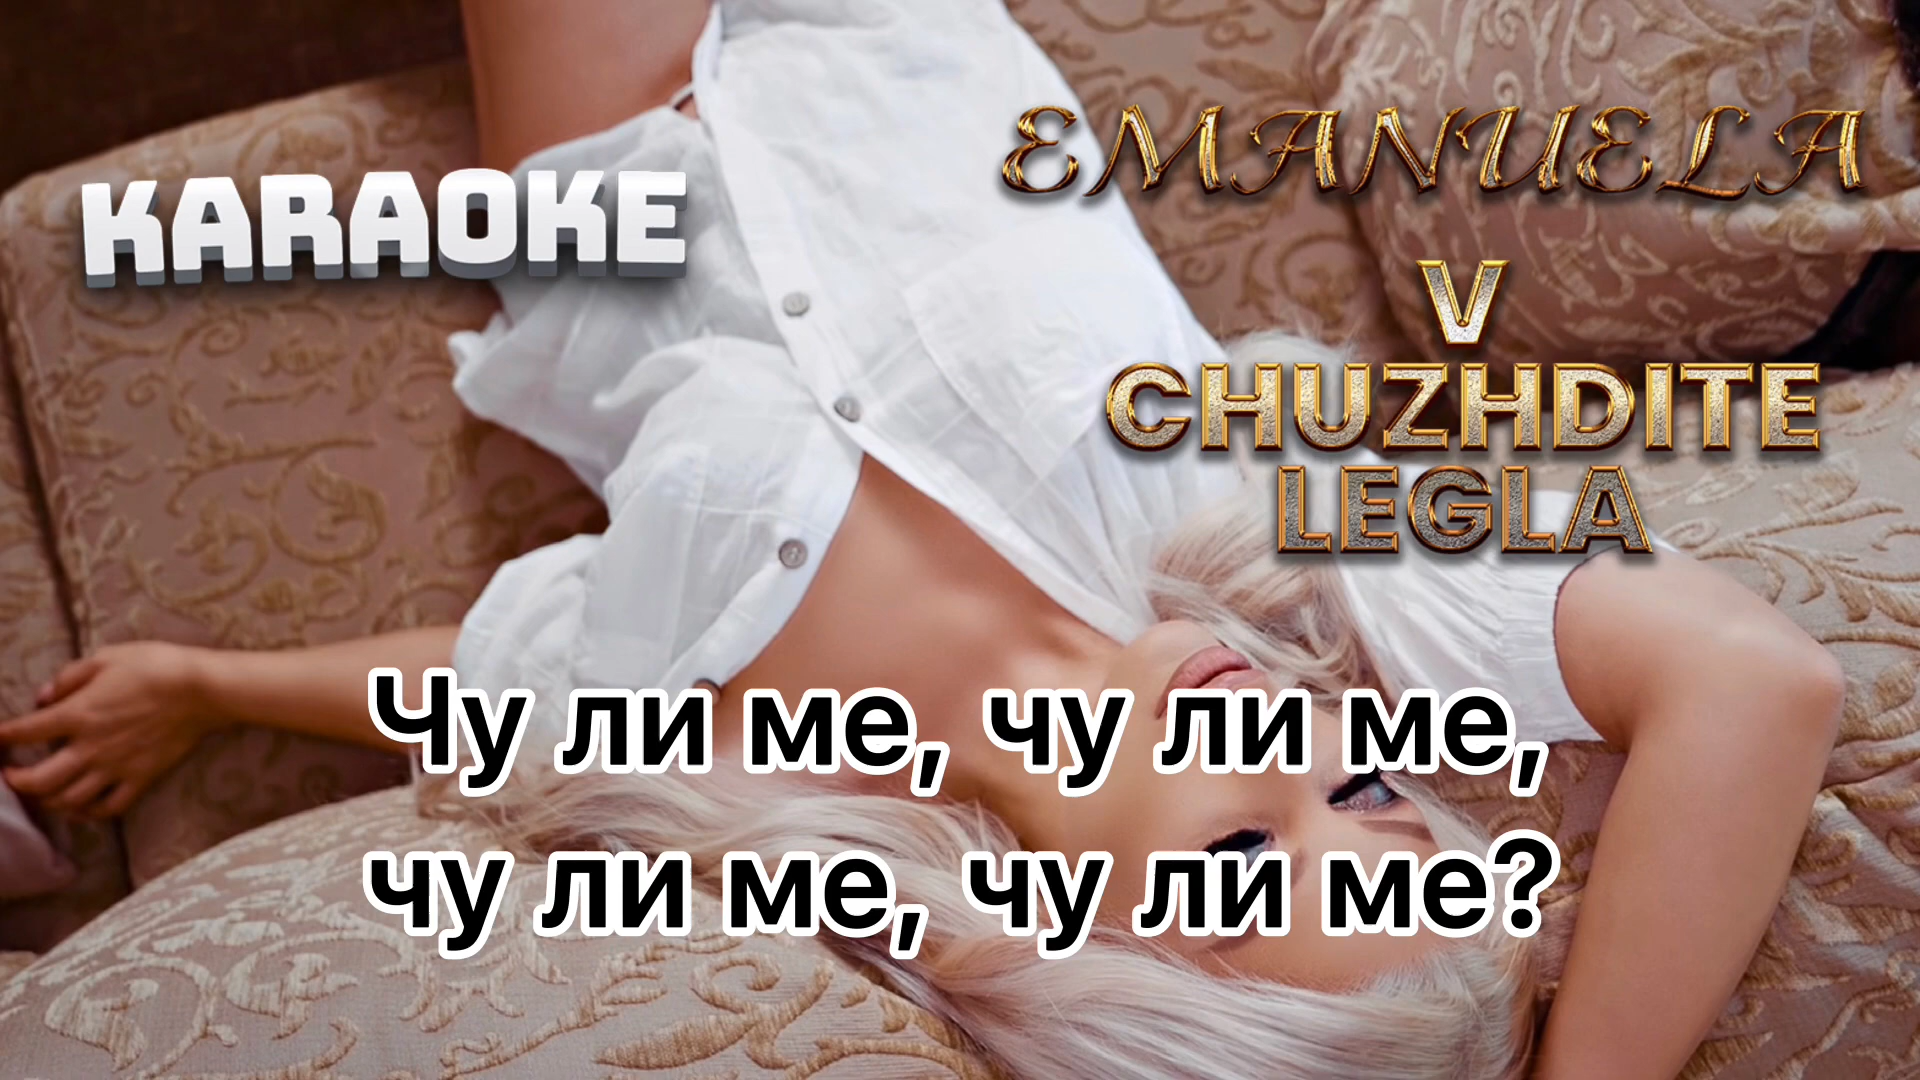 KARAOKE
EMANUELA
V
CHUZHDITE
LEGLA
Чу ли ме, чу ли ме,
чу ли ме, чу ли ме?